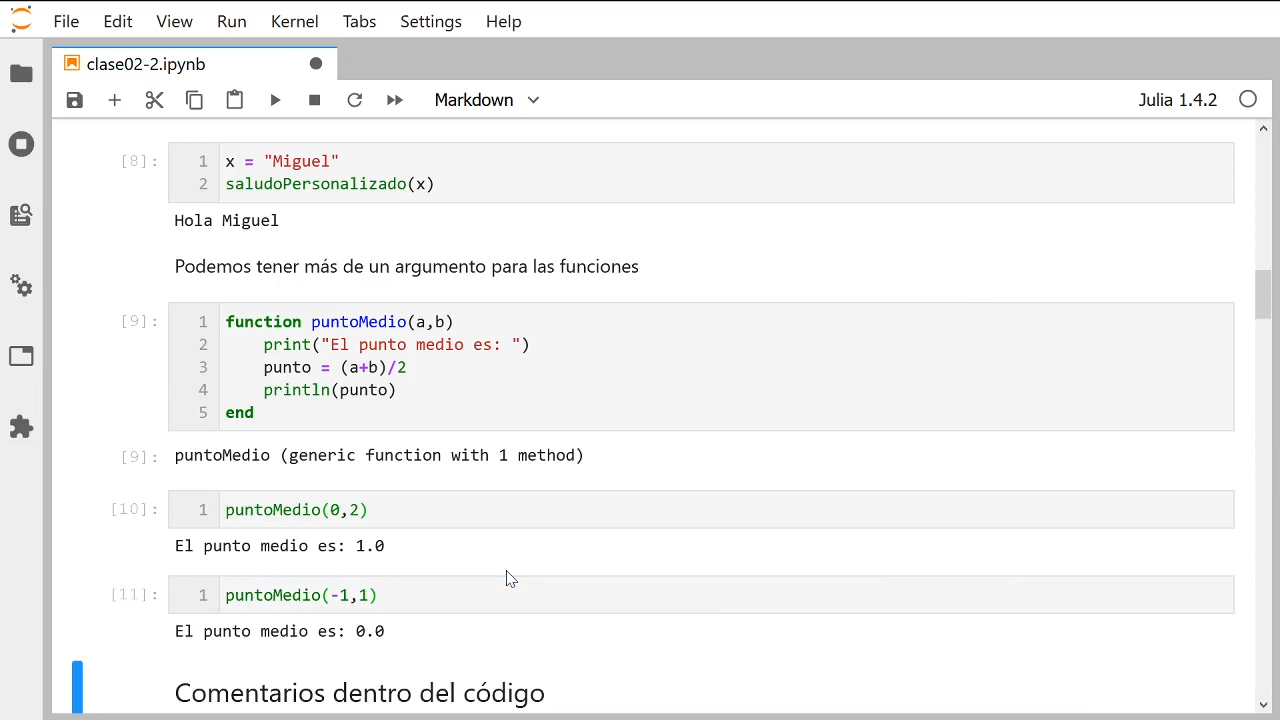 File Edit View Run Kernel Tabs Settings Help
clase02-2.ipynb
Markdown Julia 1.4.2
[8]: 1 x = "Miguel"
2 saludoPersonalizado(x)
Hola Miguel
Podemos tener más de un argumento para las funciones
[9]: 1 function puntoMedio(a,b)
2 print("El punto medio es: ")
3 punto = (a+b)/2
4 println(punto)
5 end
[9]: puntoMedio (generic function with 1 method)
[10]: 1 puntoMedio(0,2)
El punto medio es: 1.0
[11]: 1 puntoMedio(-1,1)
El punto medio es: 0.0
Comentarios dentro del código